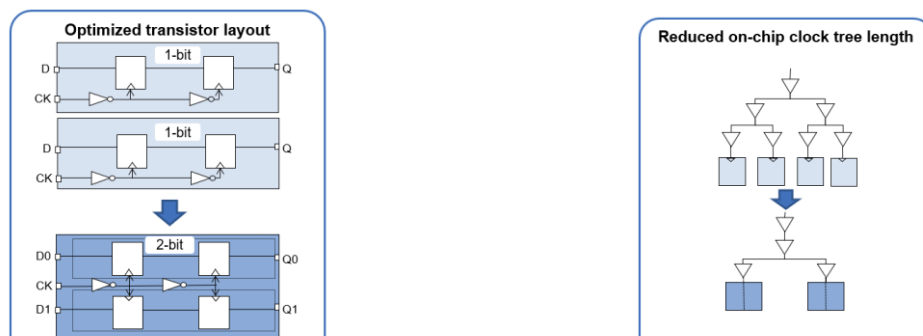 Optimized transistor layout
1-bit
D
Q
CK
1-bit
D
Q
CK
2-bit
D0
Q0
CK
D1
Q1
Reduced on-chip clock tree length